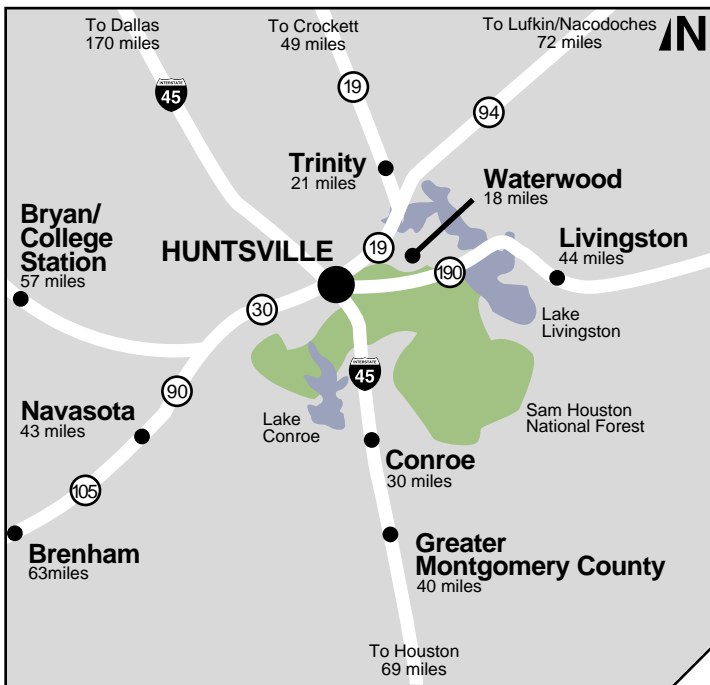 To Dallas
170 miles
To Crockett
49 miles
To Lufkin/Nacodoches
72 miles
N
INTERSTATE
45
19
94
Trinity
21 miles
Waterwood
18 miles
Bryan/
College
Station
57 miles
HUNTSVILLE
19
190
Livingston
44 miles
30
Lake
Livingston
INTERSTATE
45
90
Navasota
43 miles
Lake
Conroe
Sam Houston
National Forest
Conroe
30 miles
105
Brenham
63miles
Greater
Montgomery County
40 miles
To Houston
69 miles